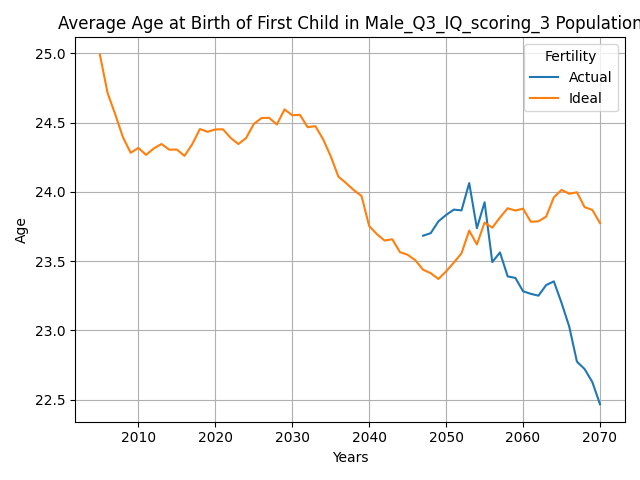 Average Age at Birth of First Child in Male_Q3_IQ_scoring_3 Population
25.0
24.5
24.0
23.5
23.0
22.5
Age
Fertility
Actual
Ideal
2010 2020 2030 2040 2050 2060 2070
Years